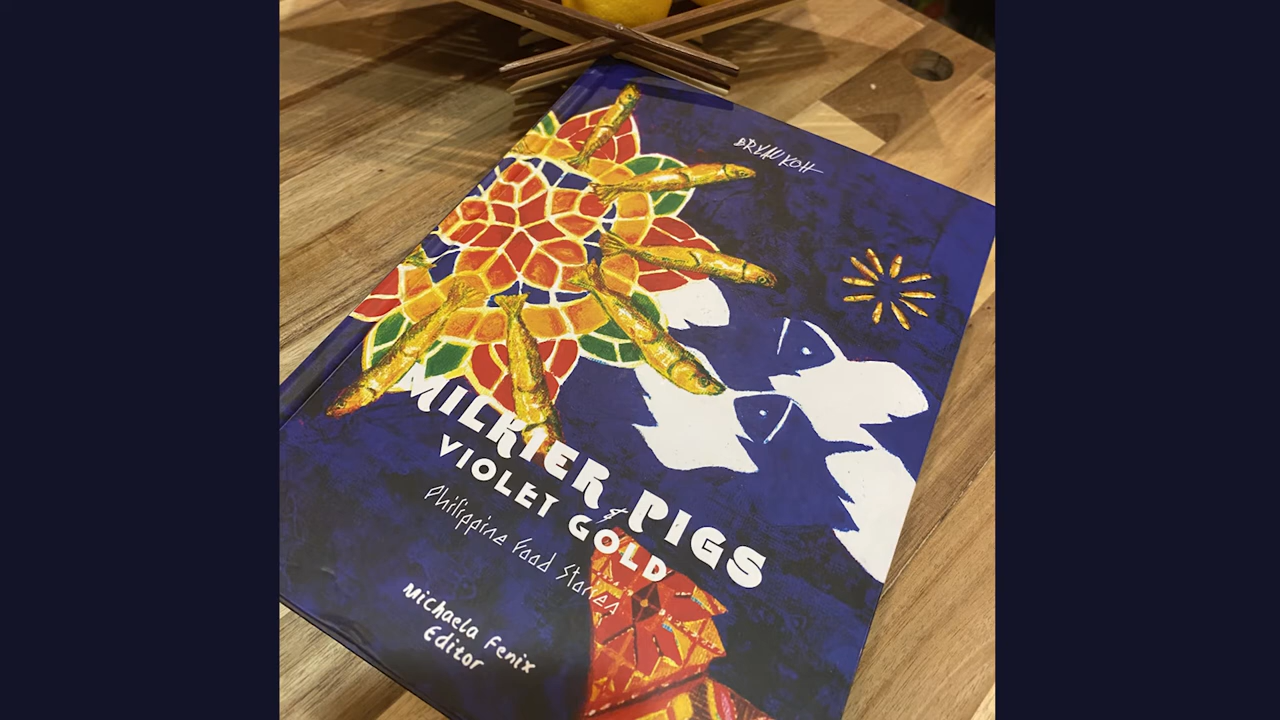 BRYAN KOH
MILKIER PIGS
& VIOLET GOLD
Philippine Food Stories
Michaela Fenix
Editor